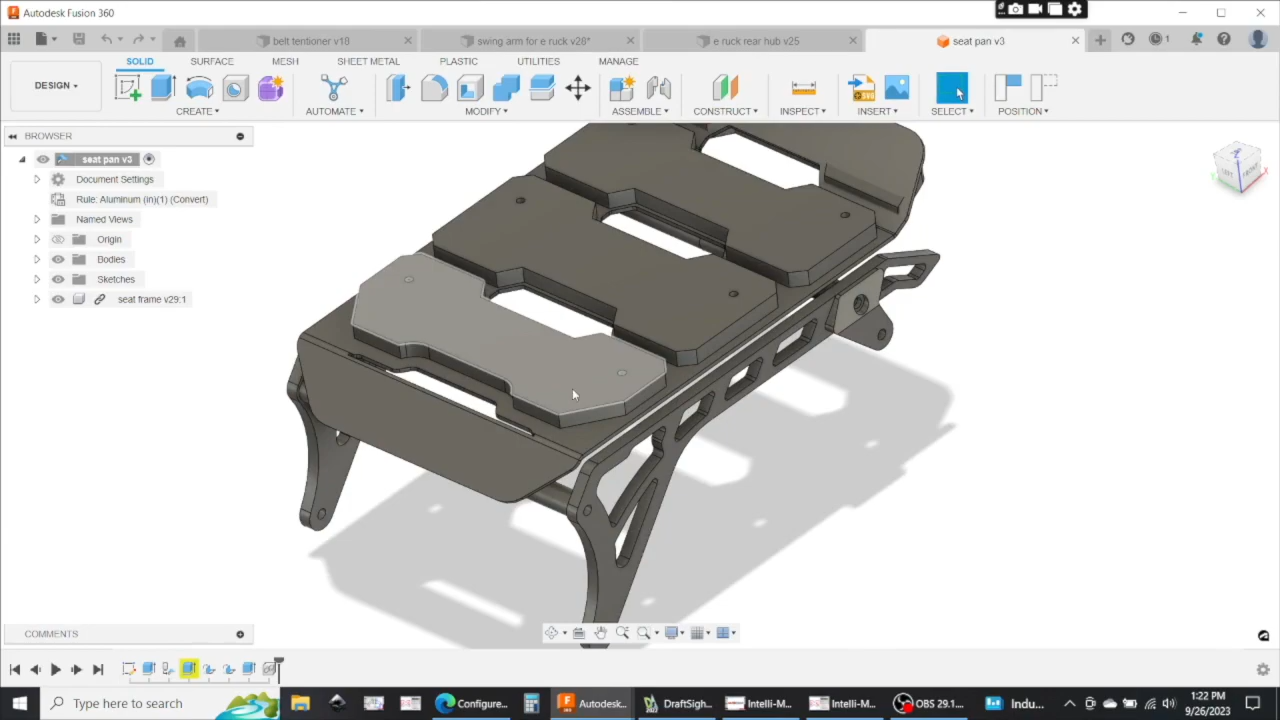 Autodesk Fusion 360
belt tentioner v18
swing arm for e ruck v28*
e ruck rear hub v25
seat pan v3
1
SOLID
SURFACE
MESH
SHEET METAL
PLASTIC
UTILITIES
MANAGE
DESIGN
CREATE
AUTOMATE
MODIFY
ASSEMBLE
CONSTRUCT
INSPECT
INSERT
SELECT
POSITION
BROWSER
seat pan v3
Document Settings
Rule: Aluminum (in)(1) (Convert)
Named Views
Origin
Bodies
Sketches
seat frame v29:1
LEFT
FRONT
X
COMMENTS
Type here to search
Configure...
Autodesk...
DraftSigh...
Intelli-M...
Intelli-M...
OBS 29.1...
Indu...
1:22 PM
9/26/2023